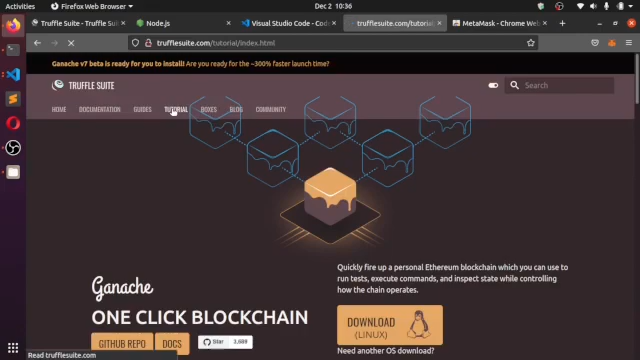 Activities
Firefox Web Browser
Dec 2 10:36
Truffle Suite | Truffle Suit
Node.js
Visual Studio Code - Cod
trufflesuite.com/tutorial/in
MetaMask - Chrome Web
trufflesuite.com/tutorial/index.html
Ganache v7 beta is ready for you to install! Are you ready for the ~300% faster launch time?
TRUFFLE SUITE
Search
HOME
DOCUMENTATION
GUIDES
TUTORIAL
BOXES
BLOG
COMMUNITY
Ganache
ONE CLICK BLOCKCHAIN
GITHUB REPO
DOCS
Star
3,689
Quickly fire up a personal Ethereum blockchain which you can use to
run tests, execute commands, and inspect state while controlling
how the chain operates.
DOWNLOAD
(LINUX)
Need another OS download?
Read trufflesuite.com